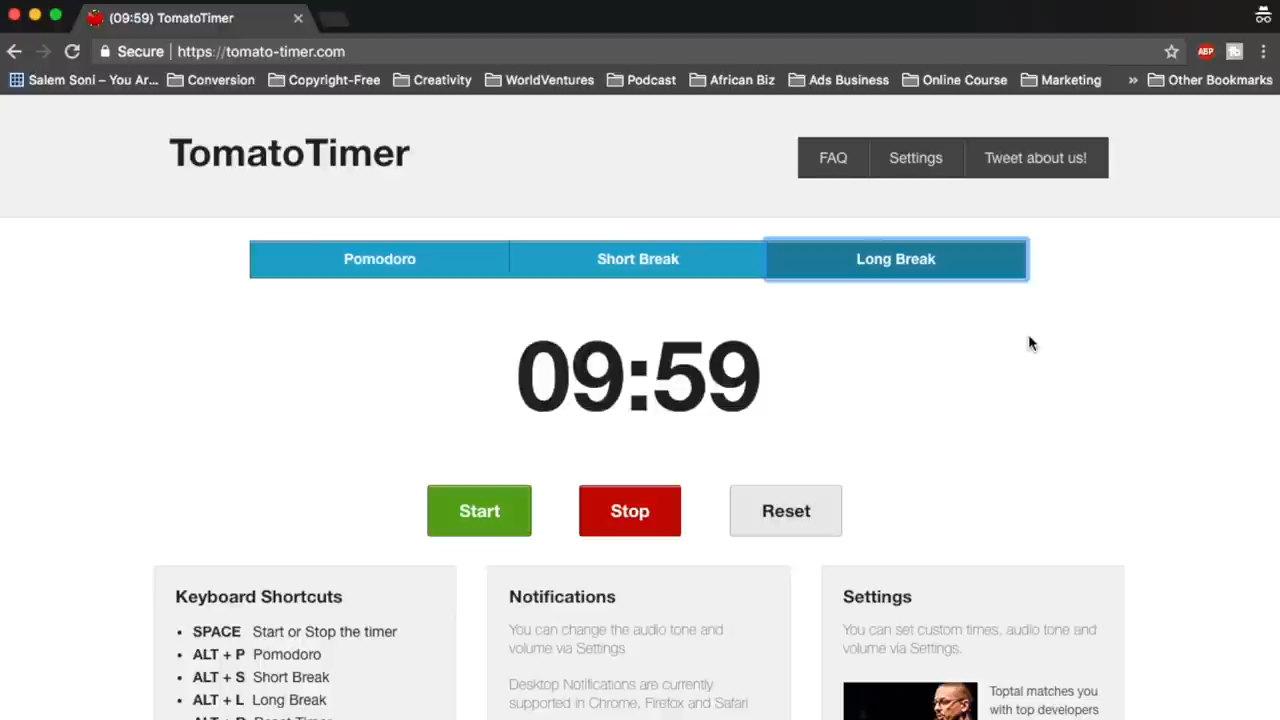 (09:59) TomatoTimer
Secure https://tomato-timer.com
ABP
tb
Salem Soni – You Ar... Conversion Copyright-Free Creativity WorldVentures Podcast African Biz Ads Business Online Course Marketing » Other Bookmarks
TomatoTimer
FAQ Settings Tweet about us!
Pomodoro Short Break Long Break
09:59
Start Stop Reset
Keyboard Shortcuts
SPACE Start or Stop the timer
ALT + P Pomodoro
ALT + S Short Break
ALT + L Long Break
Notifications
You can change the audio tone and
volume via Settings
Desktop Notifications are currently
supported in Chrome, Firefox and Safari
Settings
You can set custom times, audio tone and
volume via Settings.
Toptal matches you
with top developers